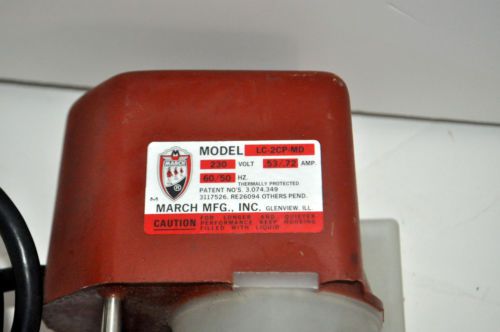 M
MARCH
®
MODEL LC-2CP-MD
230 VOLT .53/.72 AMP.
60/50 HZ.
THERMALLY PROTECTED
PATENT NO'S. 3,074,349
3117526. RE26094 OTHERS PEND.
MARCH MFG., INC. GLENVIEW, ILL
CAUTION FOR LONGER AND QUIETER
PERFORMANCE KEEP HOUSING
FILLED WITH LIQUID